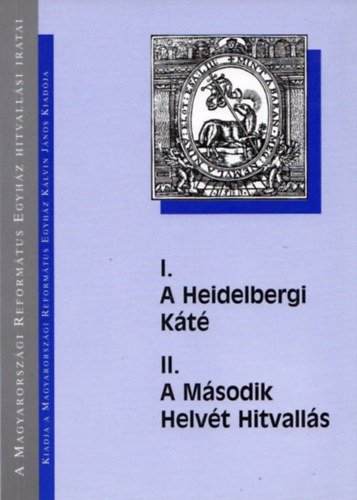 A MAGYARORSZÁGI REFORMÁTUS EGYHÁZ HITVALLÁSI IRATAI
KIADJA A MAGYARORSZÁGI REFORMÁTUS EGYHÁZ KÁLVIN JÁNOS KIADÓJA
I.
A Heidelbergi
Káté
II.
A Második
Helvét Hitvallás